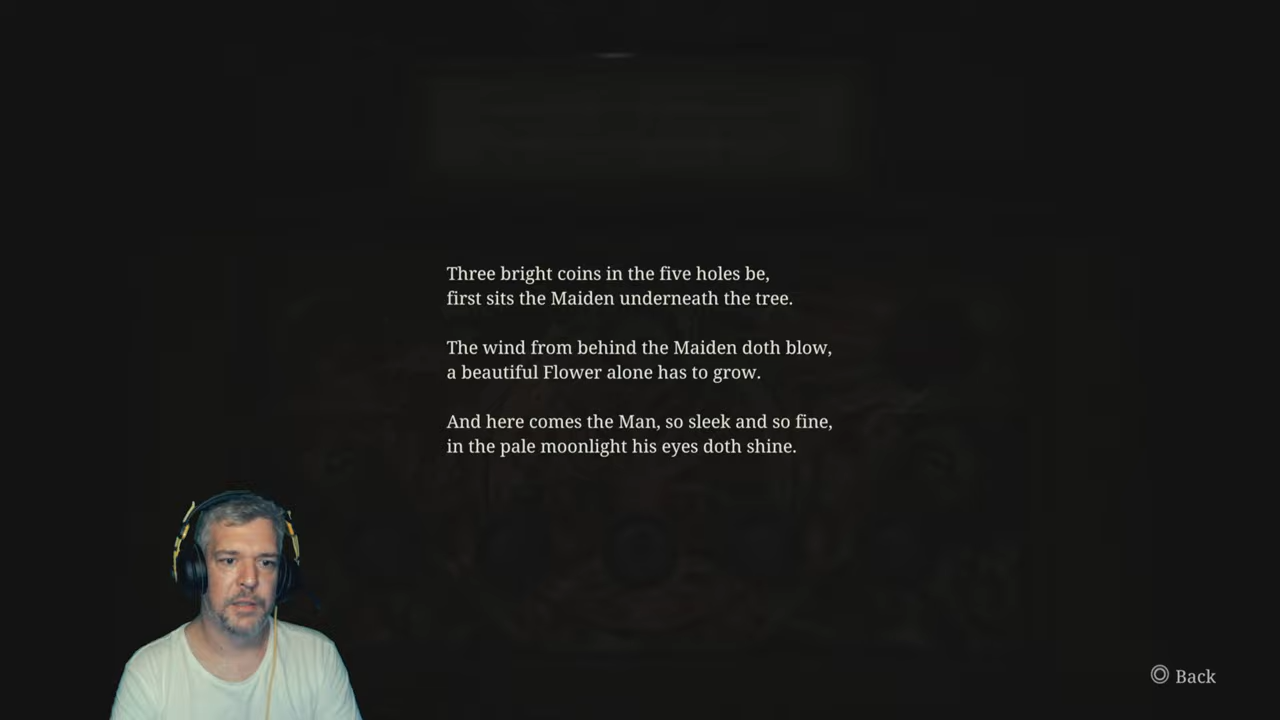 Three bright coins in the five holes be,
first sits the Maiden underneath the tree.
The wind from behind the Maiden doth blow,
a beautiful Flower alone has to grow.
And here comes the Man, so sleek and so fine,
in the pale moonlight his eyes doth shine.
Back